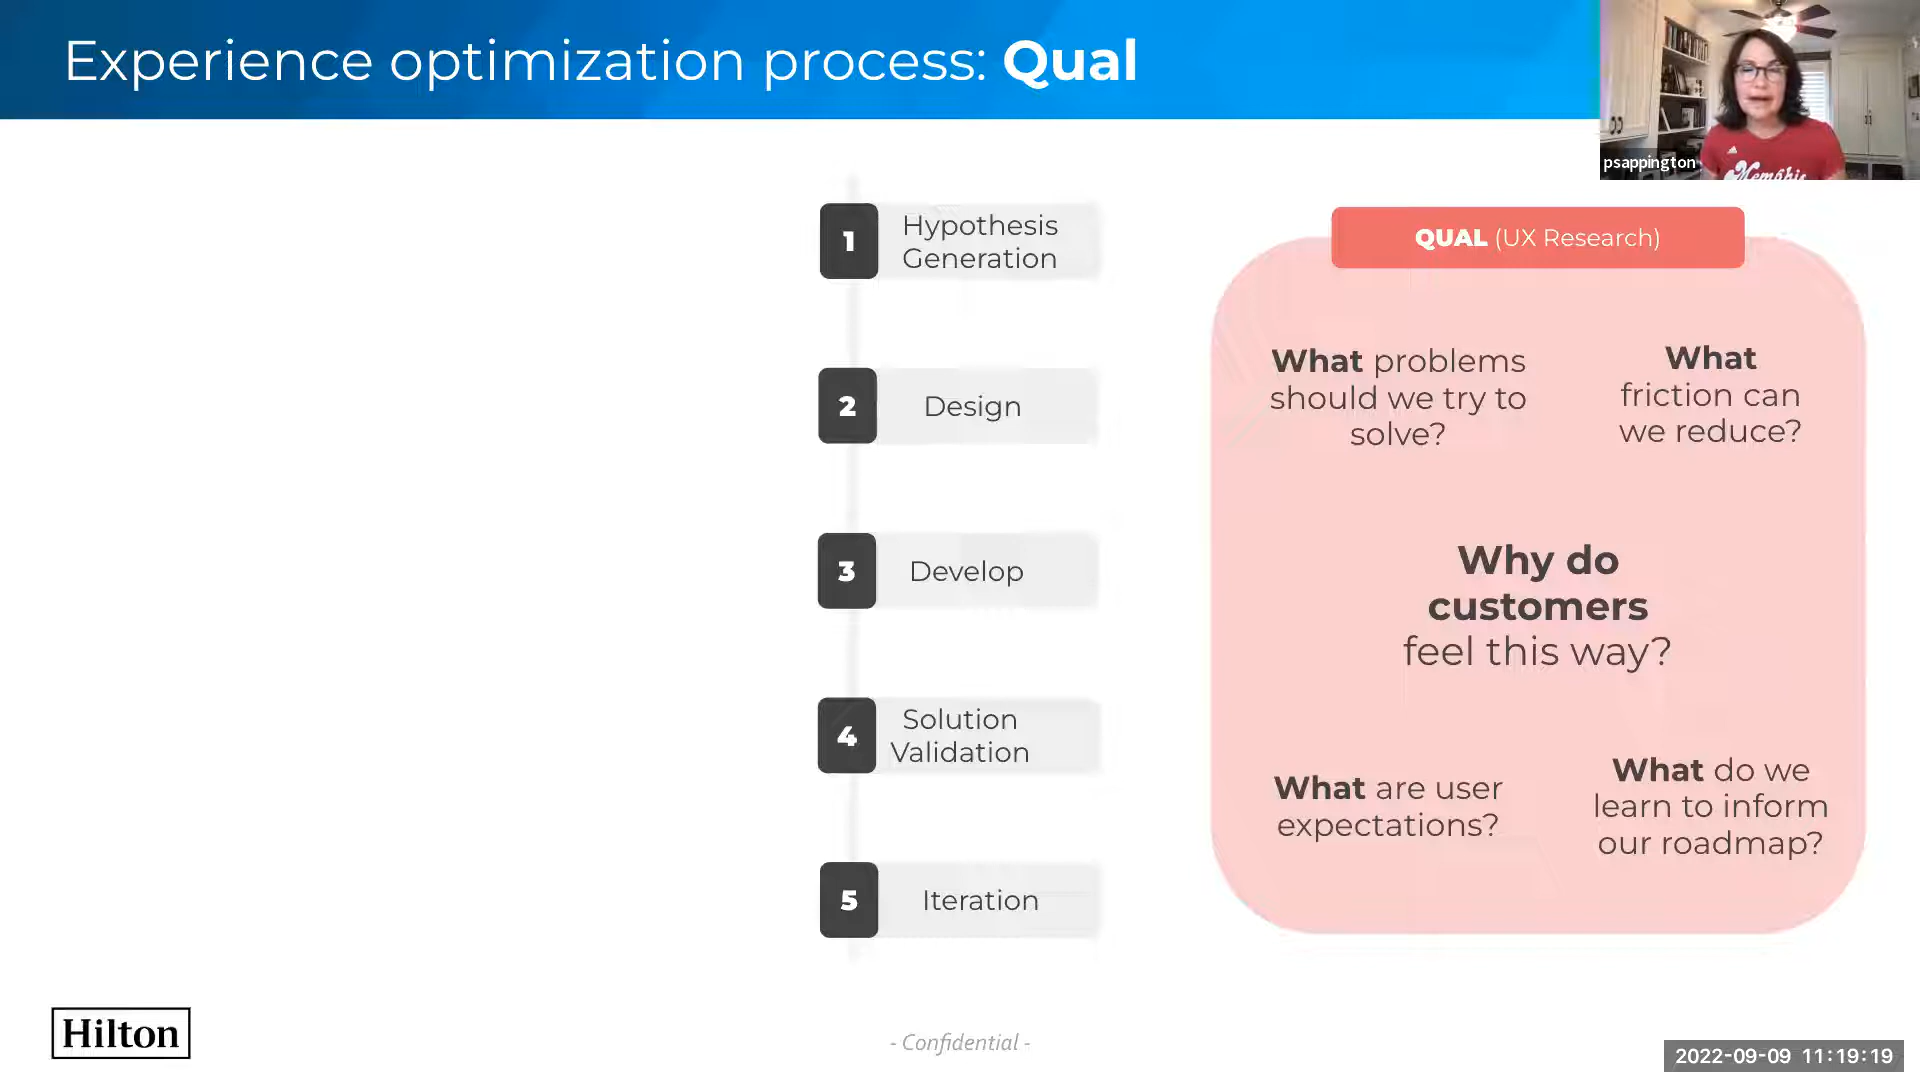 Experience optimization process: Qual
psappington
Memphis
1
Hypothesis
Generation
2
Design
3
Develop
4
Solution
Validation
5
Iteration
QUAL (UX Research)
What problems
should we try to
solve?
What
friction can
we reduce?
Why do
customers
feel this way?
What are user
expectations?
What do we
learn to inform
our roadmap?
Hilton
- Confidential -
2022-09-09 11:19:19